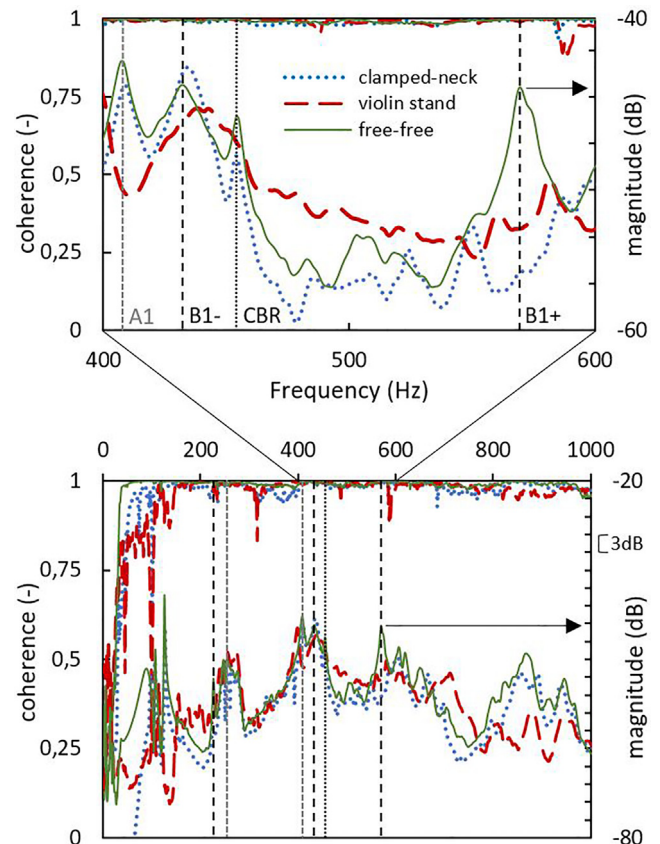 1
0,75
0,5
0,25
0
coherence (-)
-40
-60
magnitude (dB)
clamped-neck
violin stand
free-free
A1
B1-
CBR
B1+
400
500
600
Frequency (Hz)
0
200
400
600
800
1000
1
0,75
0,5
0,25
0
coherence (-)
-20
3dB
magnitude (dB)
-80